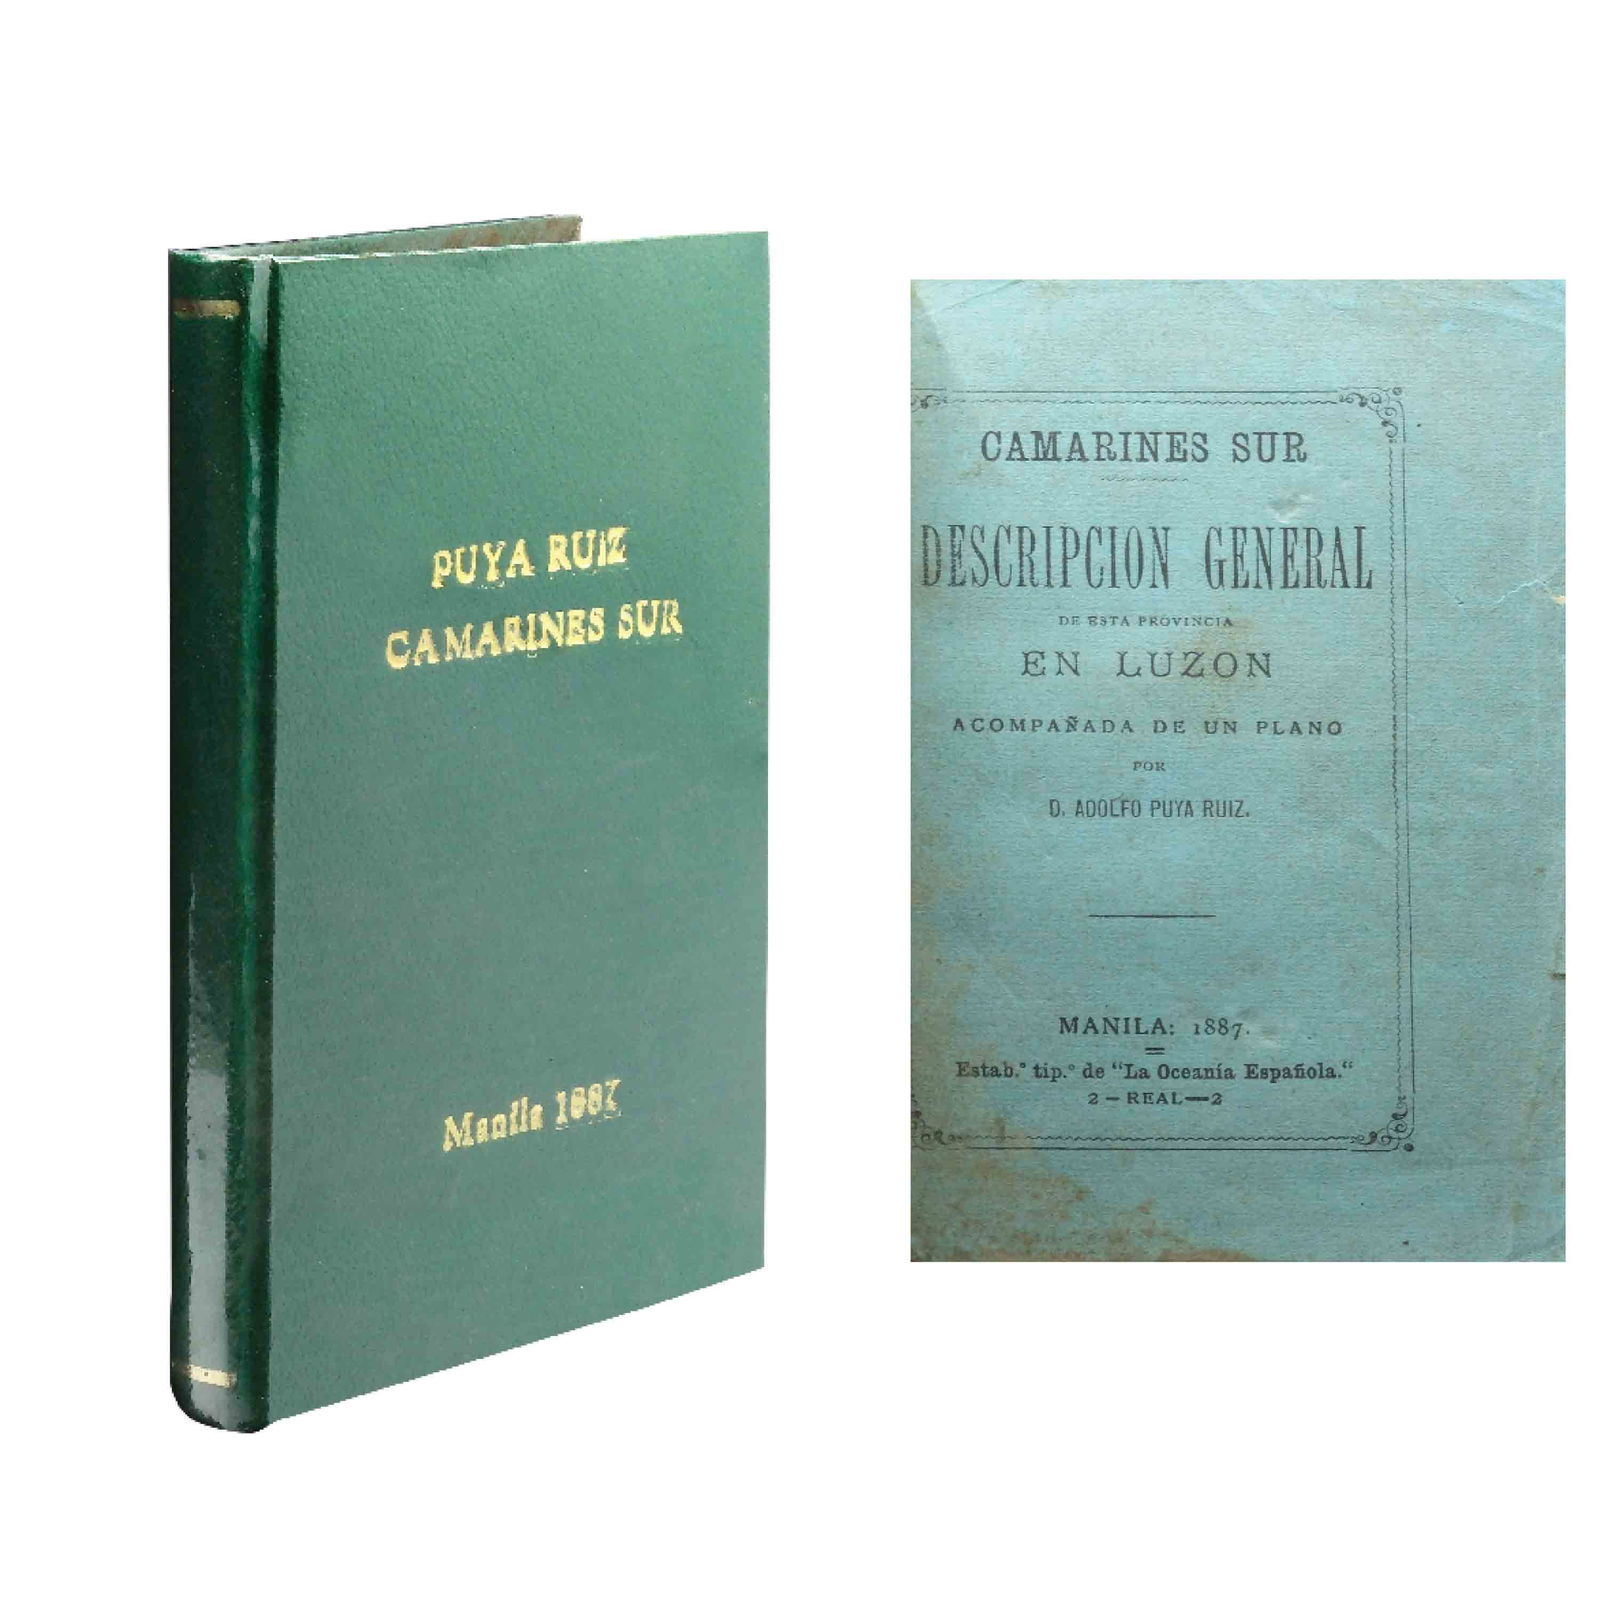 PUYA RUIZ
CAMARINES SUR
Manila 1887
CAMARINES SUR
DESCRIPCION GENERAL
DE ESTA PROVINCIA
EN LUZON
ACOMPAÑADA DE UN PLANO
POR
D. ADOLFO PUYA RUIZ.
MANILA: 1887.
Estab.º tip.º de "La Oceanía Española."
2—REAL—2